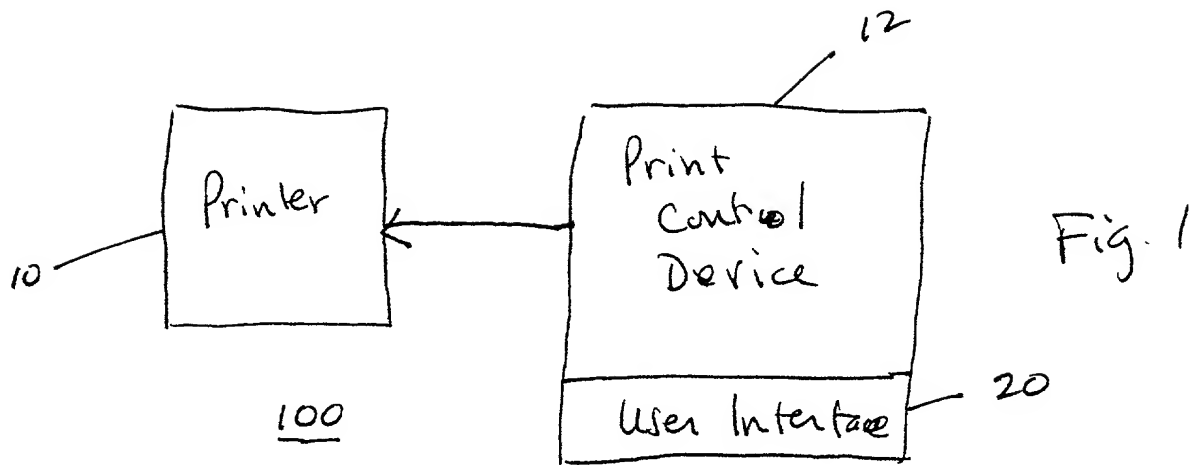 12
Printer
Print
Control
Device
Fig. 1
10
User Interface
20
100